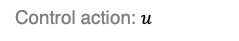 Control action: 𝒖